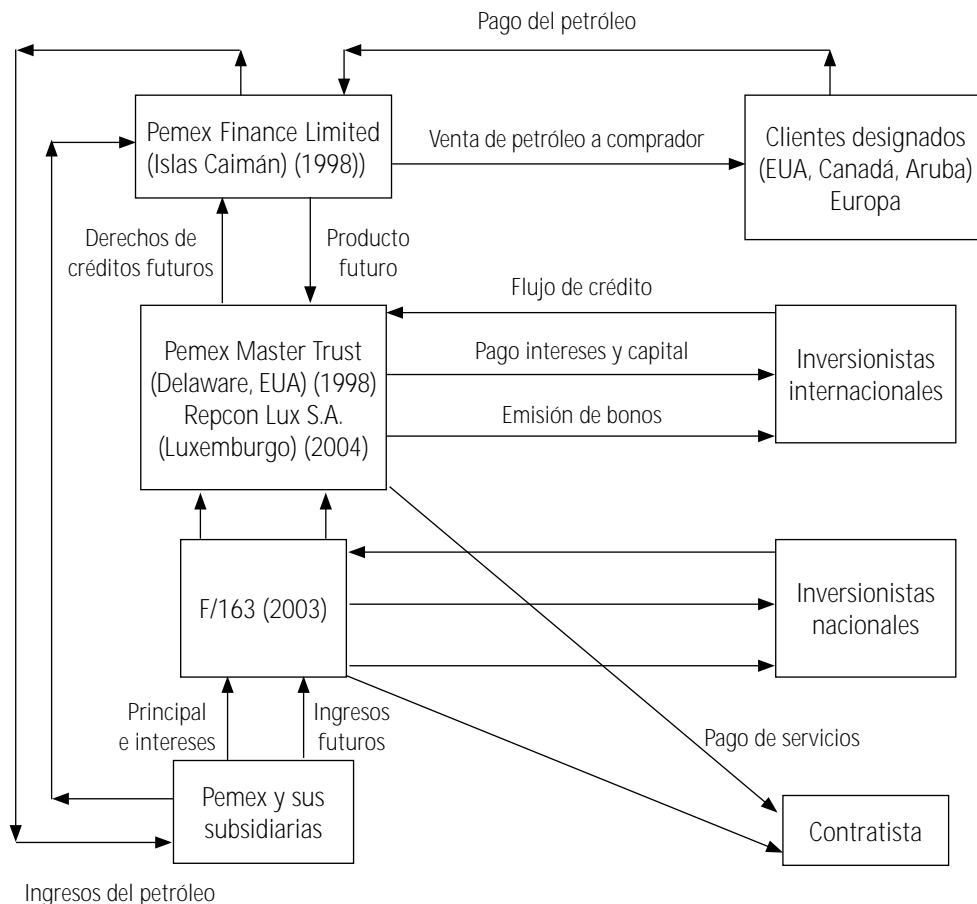 Pago del petróleo
Pemex Finance Limited
(Islas Caimán) (1998))
Venta de petróleo a comprador
Clientes designados
(EUA, Canadá, Aruba)
Europa
Derechos de
créditos futuros
Producto
futuro
Flujo de crédito
Pemex Master Trust
(Delaware, EUA) (1998)
Repcon Lux S.A.
(Luxemburgo) (2004)
Pago intereses y capital
Emisión de bonos
Inversionistas
internacionales
F/163 (2003)
Inversionistas
nacionales
Principal
e intereses
Ingresos
futuros
Pago de servicios
Pemex y sus
subsidiarias
Contratista
Ingresos del petróleo